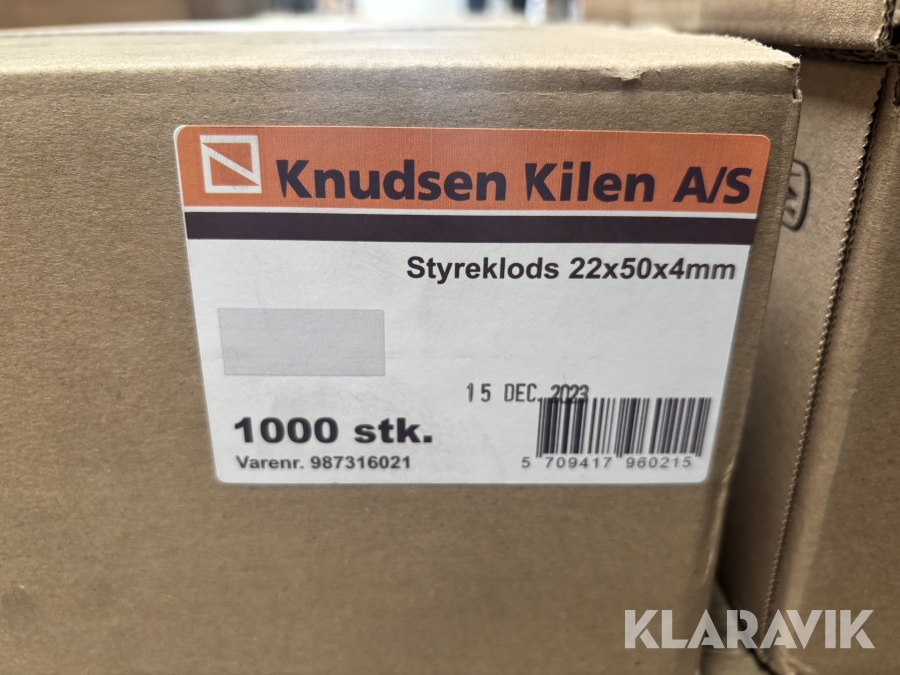 Knudsen Kilen A/S
Styreklods 22x50x4mm
15 DEC. 2023
1000 stk.
Varenr. 987316021
5 709417 960215
KLARAVIK